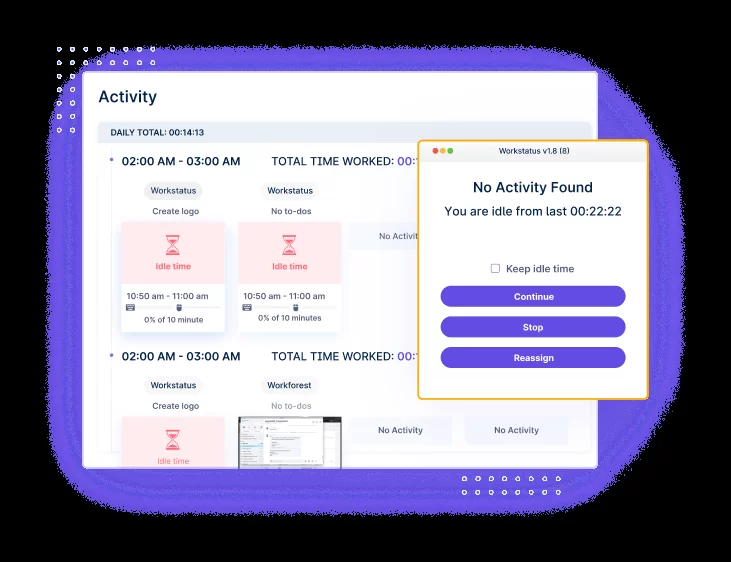 Activity
DAILY TOTAL: 00:14:13
02:00 AM - 03:00 AM TOTAL TIME WORKED: 00:
Workstatus Workstatus
Create logo No to-dos
Idle time Idle time No Activit
10:50 am - 11:00 am 10:50 am - 11:00 am
0% of 10 minute 0% of 10 minutes
02:00 AM - 03:00 AM TOTAL TIME WORKED: 00:
Workstatus Workforest
Create logo No to-dos
Idle time No Activity No Activity
Workstatus v1.8 (8)
No Activity Found
You are idle from last 00:22:22
Keep idle time
Continue
Stop
Reassign